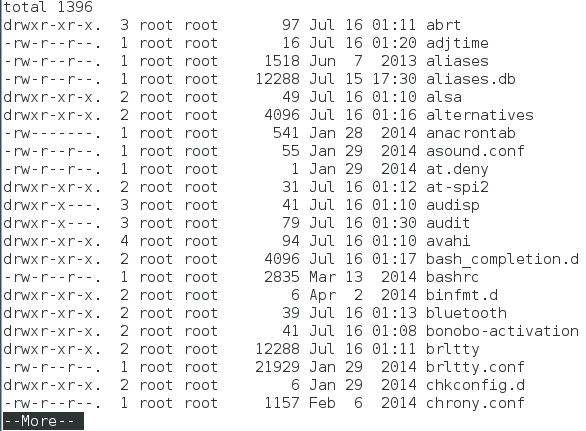 total 1396
drwxr-xr-x.  3 root root      97 Jul 16 01:11 abrt
-rw-r--r--.  1 root root      16 Jul 16 01:20 adjtime
-rw-r--r--.  1 root root    1518 Jun  7  2013 aliases
-rw-r--r--.  1 root root   12288 Jul 15 17:30 aliases.db
drwxr-xr-x.  2 root root      49 Jul 16 01:10 alsa
drwxr-xr-x.  2 root root    4096 Jul 16 01:16 alternatives
-rw-------.  1 root root     541 Jan 28  2014 anacrontab
-rw-r--r--.  1 root root      55 Jan 29  2014 asound.conf
-rw-r--r--.  1 root root       1 Jan 29  2014 at.deny
drwxr-xr-x.  2 root root      31 Jul 16 01:12 at-spi2
drwxr-x---.  3 root root      41 Jul 16 01:10 audisp
drwxr-x---.  3 root root      79 Jul 16 01:30 audit
drwxr-xr-x.  4 root root      94 Jul 16 01:10 avahi
drwxr-xr-x.  2 root root    4096 Jul 16 01:17 bash_completion.d
-rw-r--r--.  1 root root    2835 Mar 13  2014 bashrc
drwxr-xr-x.  2 root root       6 Apr  2  2014 binfmt.d
drwxr-xr-x.  2 root root      39 Jul 16 01:13 bluetooth
drwxr-xr-x.  2 root root      41 Jul 16 01:08 bonobo-activation
drwxr-xr-x.  2 root root   12288 Jul 16 01:11 brltty
-rw-r--r--.  1 root root   21929 Jan 29  2014 brltty.conf
drwxr-xr-x.  2 root root       6 Jan 29  2014 chkconfig.d
-rw-r--r--.  1 root root    1157 Feb  6  2014 chrony.conf
--More--